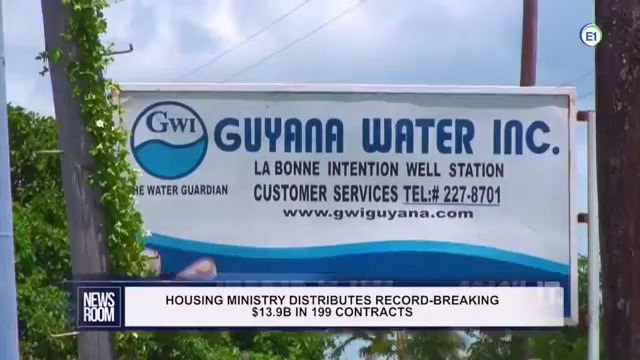 E1
GWI
GUYANA WATER INC.
LA BONNE INTENTION WELL STATION
HE WATER GUARDIAN
CUSTOMER SERVICES TEL:# 227-8701
www.gwiguyana.com
NEWS
ROOM
HOUSING MINISTRY DISTRIBUTES RECORD-BREAKING
$13.9B IN 199 CONTRACTS